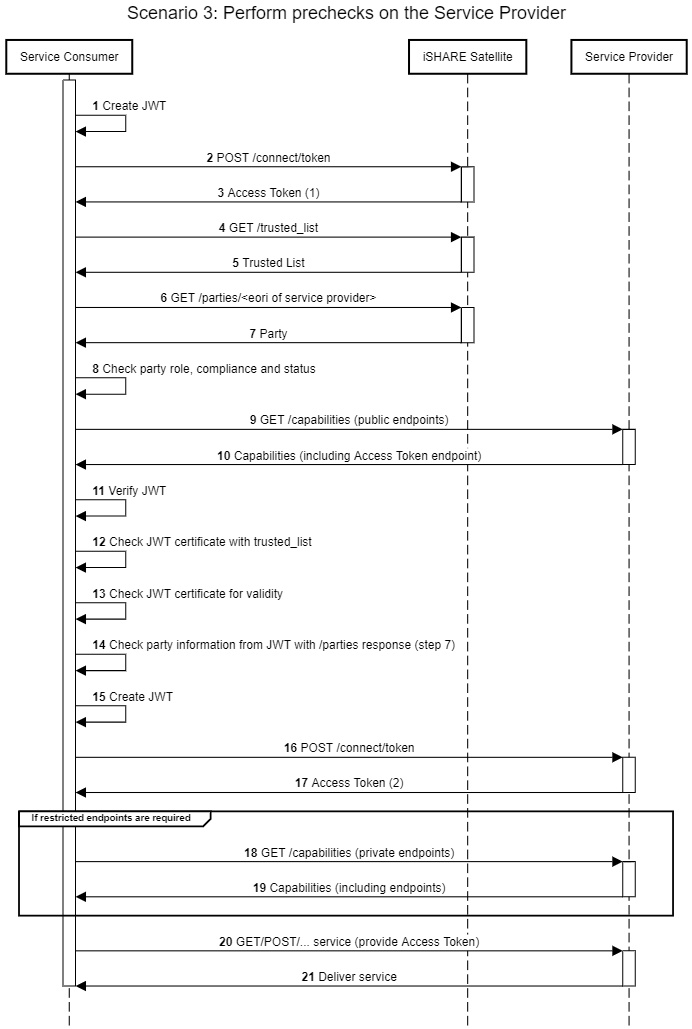 Scenario 3: Perform prechecks on the Service Provider
Service Consumer
iSHARE Satellite
Service Provider
1 Create JWT
2 POST /connect/token
3 Access Token (1)
4 GET /trusted_list
5 Trusted List
6 GET /parties/<eori of service provider>
7 Party
8 Check party role, compliance and status
9 GET /capabilities (public endpoints)
10 Capabilities (including Access Token endpoint)
11 Verify JWT
12 Check JWT certificate with trusted_list
13 Check JWT certificate for validity
14 Check party information from JWT with /parties response (step 7)
15 Create JWT
16 POST /connect/token
17 Access Token (2)
If restricted endpoints are required
18 GET /capabilities (private endpoints)
19 Capabilities (including endpoints)
20 GET/POST/... service (provide Access Token)
21 Deliver service